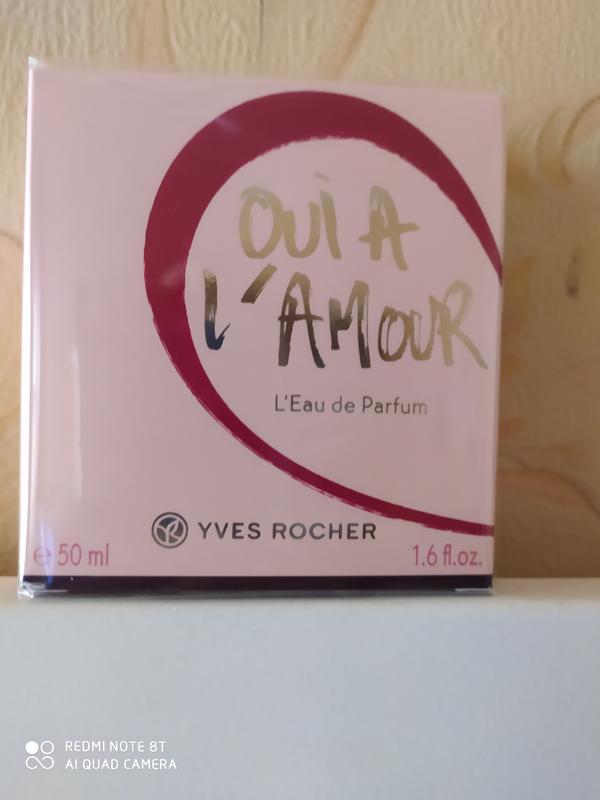 OUI A
L'AMOUR
L'Eau de Parfum
YVES ROCHER
e 50 ml
1.6 fl.oz.
REDMI NOTE 8T
AI QUAD CAMERA